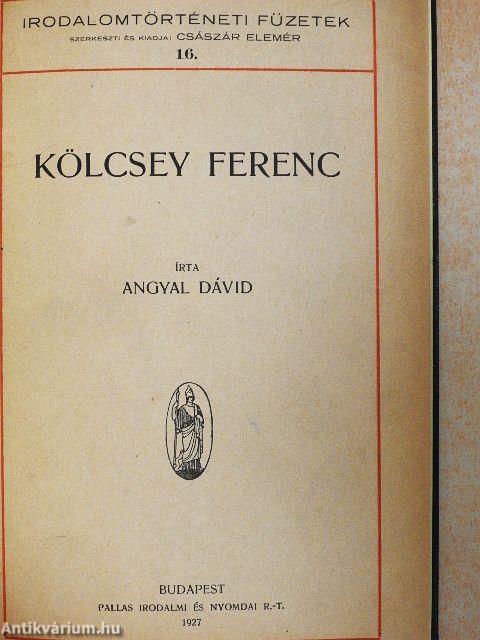 IRODALOMTÖRTÉNETI FÜZETEK
SZERKESZTI ÉS KIADJA: CSÁSZÁR ELEMÉR
16.
KÖLCSEY FERENC
ÍRTA
ANGYAL DÁVID
BUDAPEST
PALLAS IRODALMI ÉS NYOMDAI R.-T.
1927
Antikvárium.hu